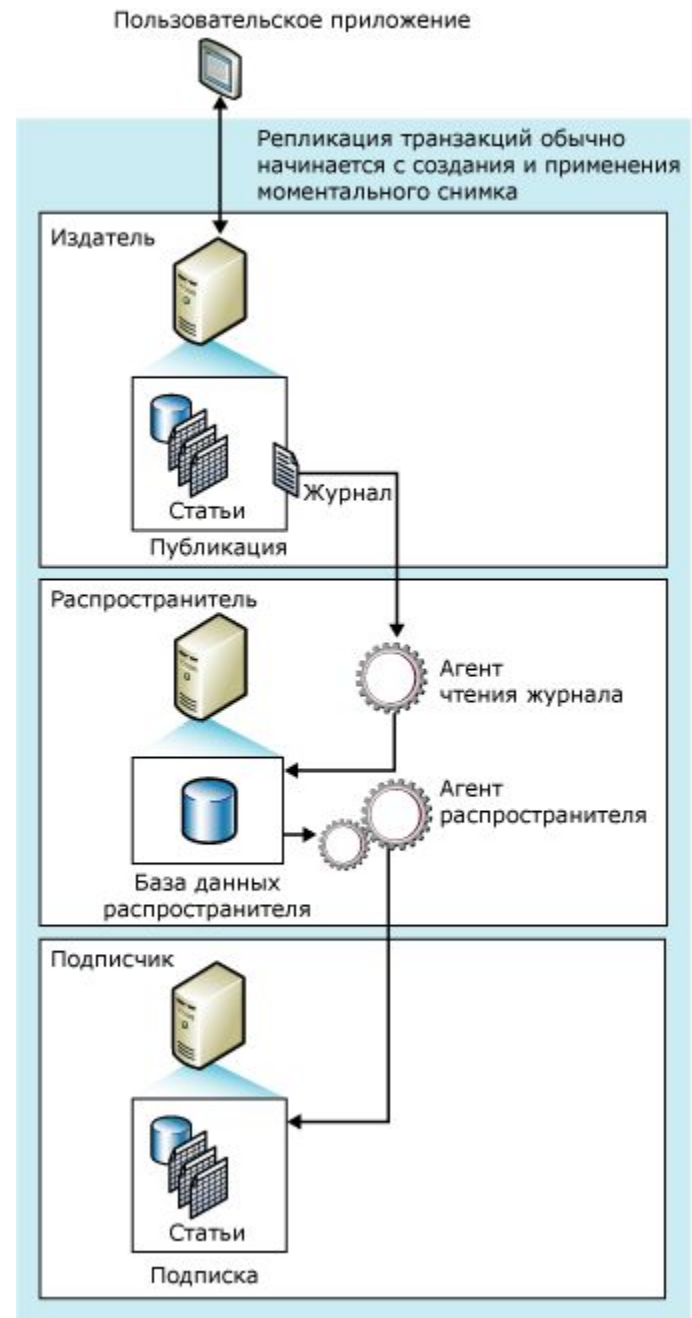 Пользовательское приложение
Репликация транзакций обычно
начинается с создания и применения
моментального снимка
Издатель
Журнал
Статьи
Публикация
Распространитель
Агент
чтения журнала
Агент
распространителя
База данных
распространителя
Подписчик
Статьи
Подписка